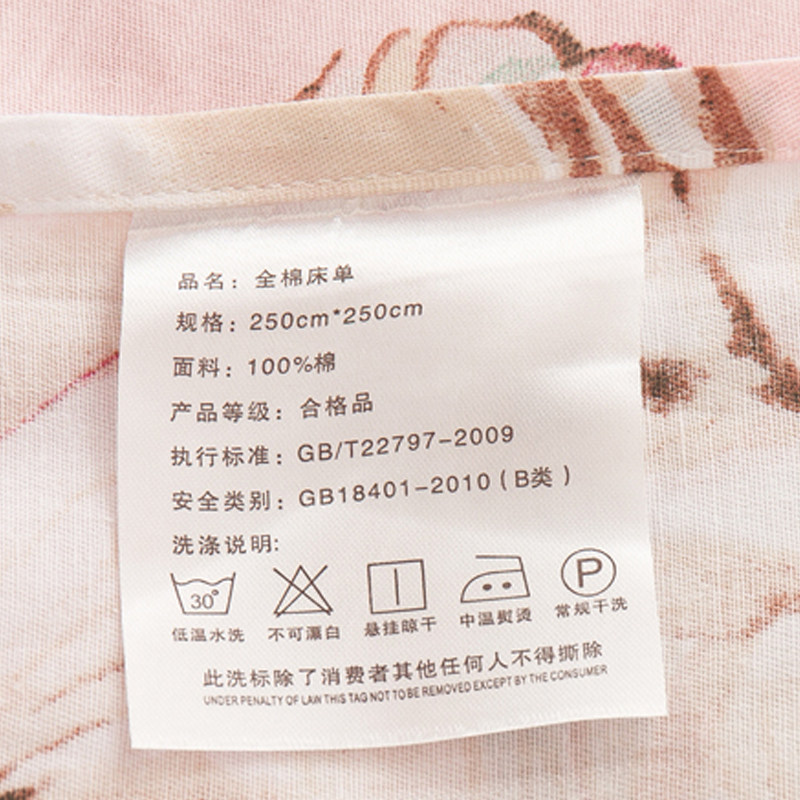 品名：全棉床单
规格：250cm*250cm
面料：100%棉
产品等级：合格品
执行标准：GB/T22797-2009
安全类别：GB18401-2010（B类）
洗涤说明:
30° P
低温水洗 不可漂白 悬挂晾干 中温熨烫 常规干洗
此洗标除了消费者其他任何人不得撕除
UNDER PENALTY OF LAW THIS TAG NOT TO BE REMOVED EXCEPT BY THE CONSUMER